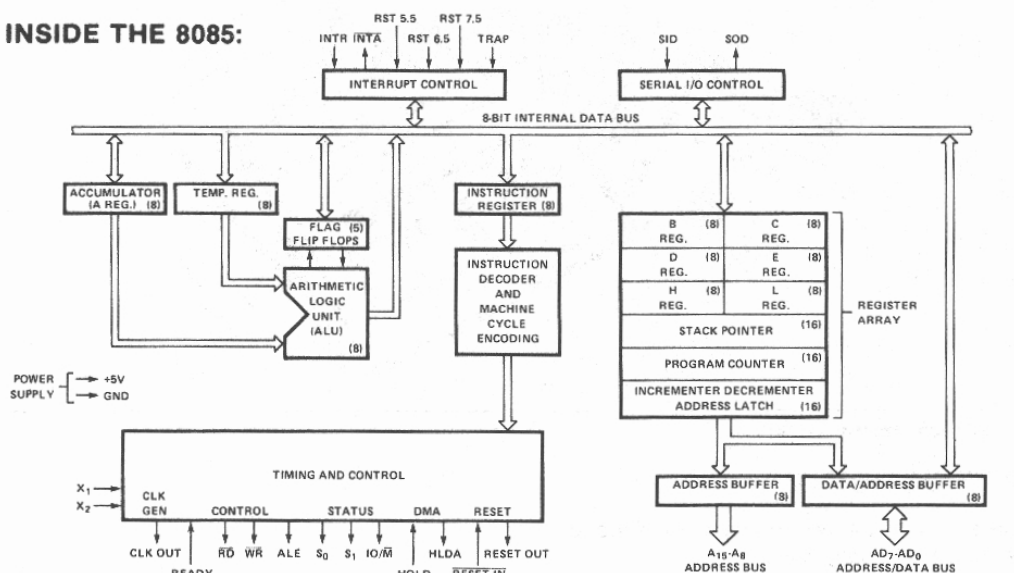 INSIDE THE 8085:
RST 5.5 RST 7.5
INTR INTA RST 6.5 TRAP
SID SOD
INTERRUPT CONTROL
SERIAL I/O CONTROL
8-BIT INTERNAL DATA BUS
ACCUMULATOR
(A REG.) (8)
TEMP. REG.
(8)
INSTRUCTION
REGISTER (8)
FLAG (5)
FLIP FLOPS
ARITHMETIC
LOGIC
UNIT
(ALU)
(8)
INSTRUCTION
DECODER
AND
MACHINE
CYCLE
ENCODING
B (8)
REG.
C (8)
REG.
D (8)
REG.
E (8)
REG.
H (8)
REG.
L (8)
REG.
STACK POINTER (16)
PROGRAM COUNTER (16)
INCREMENTER DECREMENTER
ADDRESS LATCH (16)
REGISTER
ARRAY
POWER
SUPPLY
+5V
GND
TIMING AND CONTROL
X1
X2
CLK
GEN CONTROL STATUS DMA RESET
CLK OUT RD WR ALE S0 S1 IO/M HLDA RESET OUT
READY HOLD RESET IN
ADDRESS BUFFER
(8)
DATA/ADDRESS BUFFER
(8)
A15-A8
ADDRESS BUS
AD7-AD0
ADDRESS/DATA BUS